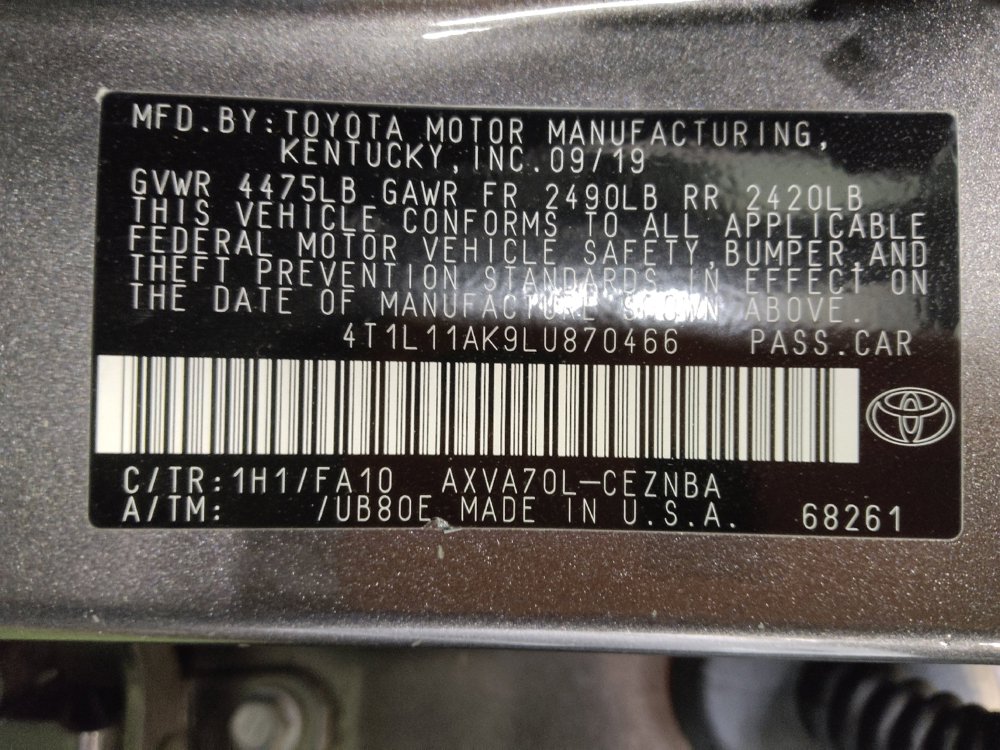 MFD.BY:TOYOTA MOTOR MANUFACTURING,
KENTUCKY,INC.09/19
GVWR 4475LB GAWR FR 2490LB RR 2420LB
THIS VEHICLE CONFORMS TO ALL APPLICABLE
FEDERAL MOTOR VEHICLE SAFETY,BUMPER,AND
THEFT PREVENTION STANDARDS IN EFFECT ON
THE DATE OF MANUFACTURE SHOWN ABOVE.
4T1L11AK9LU870466 PASS.CAR
C/TR:1H1/FA10 AXVA70L-CEZNBA
A/TM: /UB80E MADE IN U.S.A. 68261